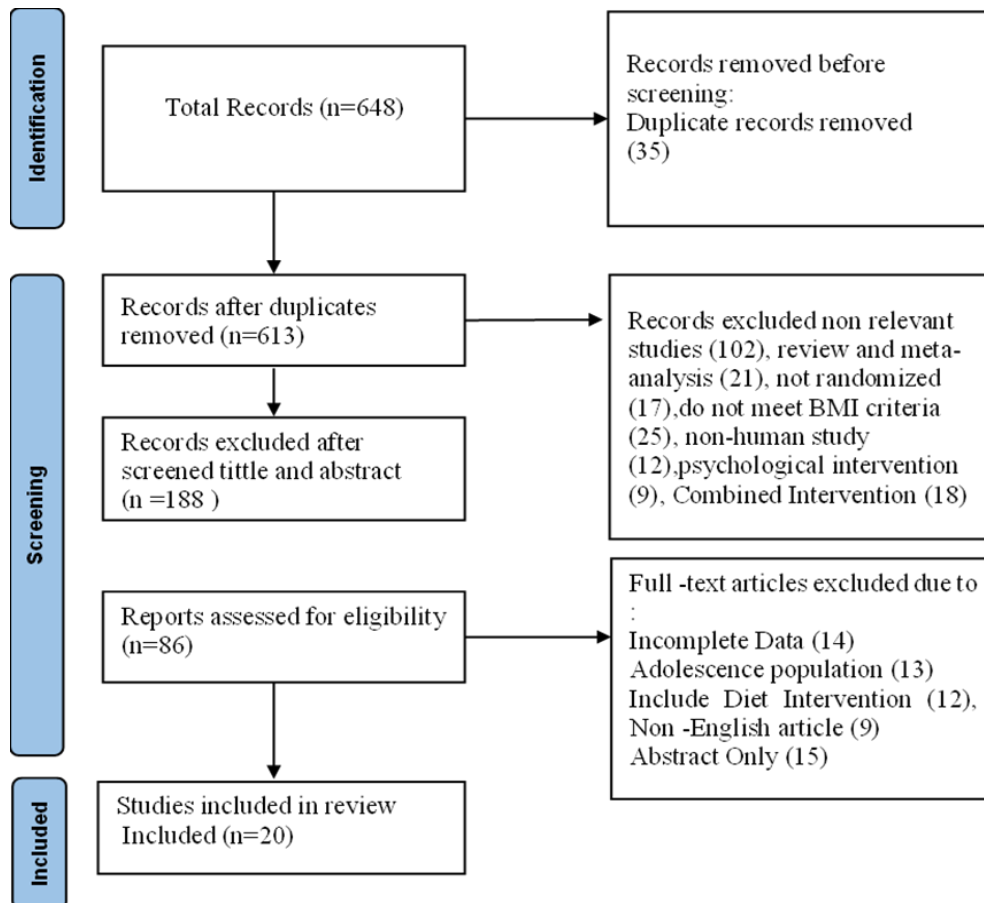 Identification
Total Records (n=648)
Records removed before
screening:
Duplicate records removed
(35)
Screening
Records after duplicates
removed (n=613)
Records excluded non relevant
studies (102), review and meta-
analysis (21), not randomized
(17),do not meet BMI criteria
(25), non-human study
(12),psychological intervention
(9), Combined Intervention (18)
Records excluded after
screened tittle and abstract
(n =188 )
Reports assessed for eligibility
(n=86)
Full -text articles excluded due to
:
Incomplete Data (14)
Adolescence population (13)
Include Diet Intervention (12),
Non -English article (9)
Abstract Only (15)
Included
Studies included in review
Included (n=20)